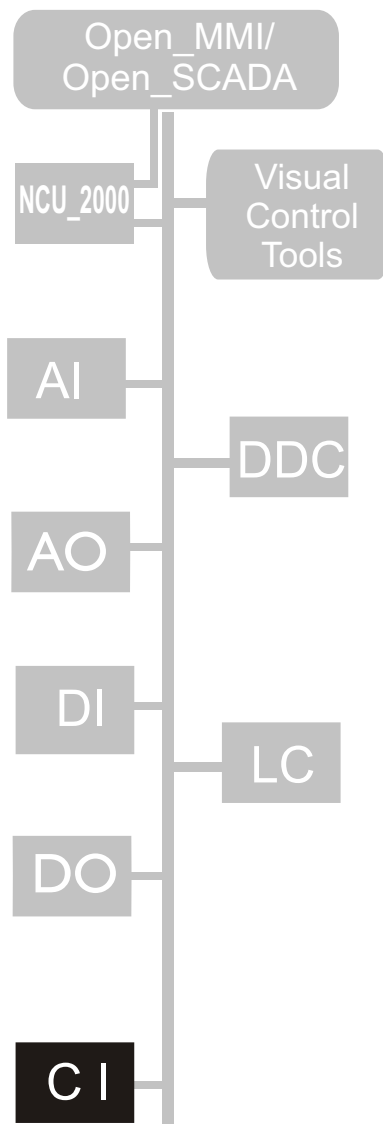 Open_MMI/
Open_SCADA
NCU_2000
Visual
Control
Tools
AI
DDC
AO
DI
LC
DO
C I